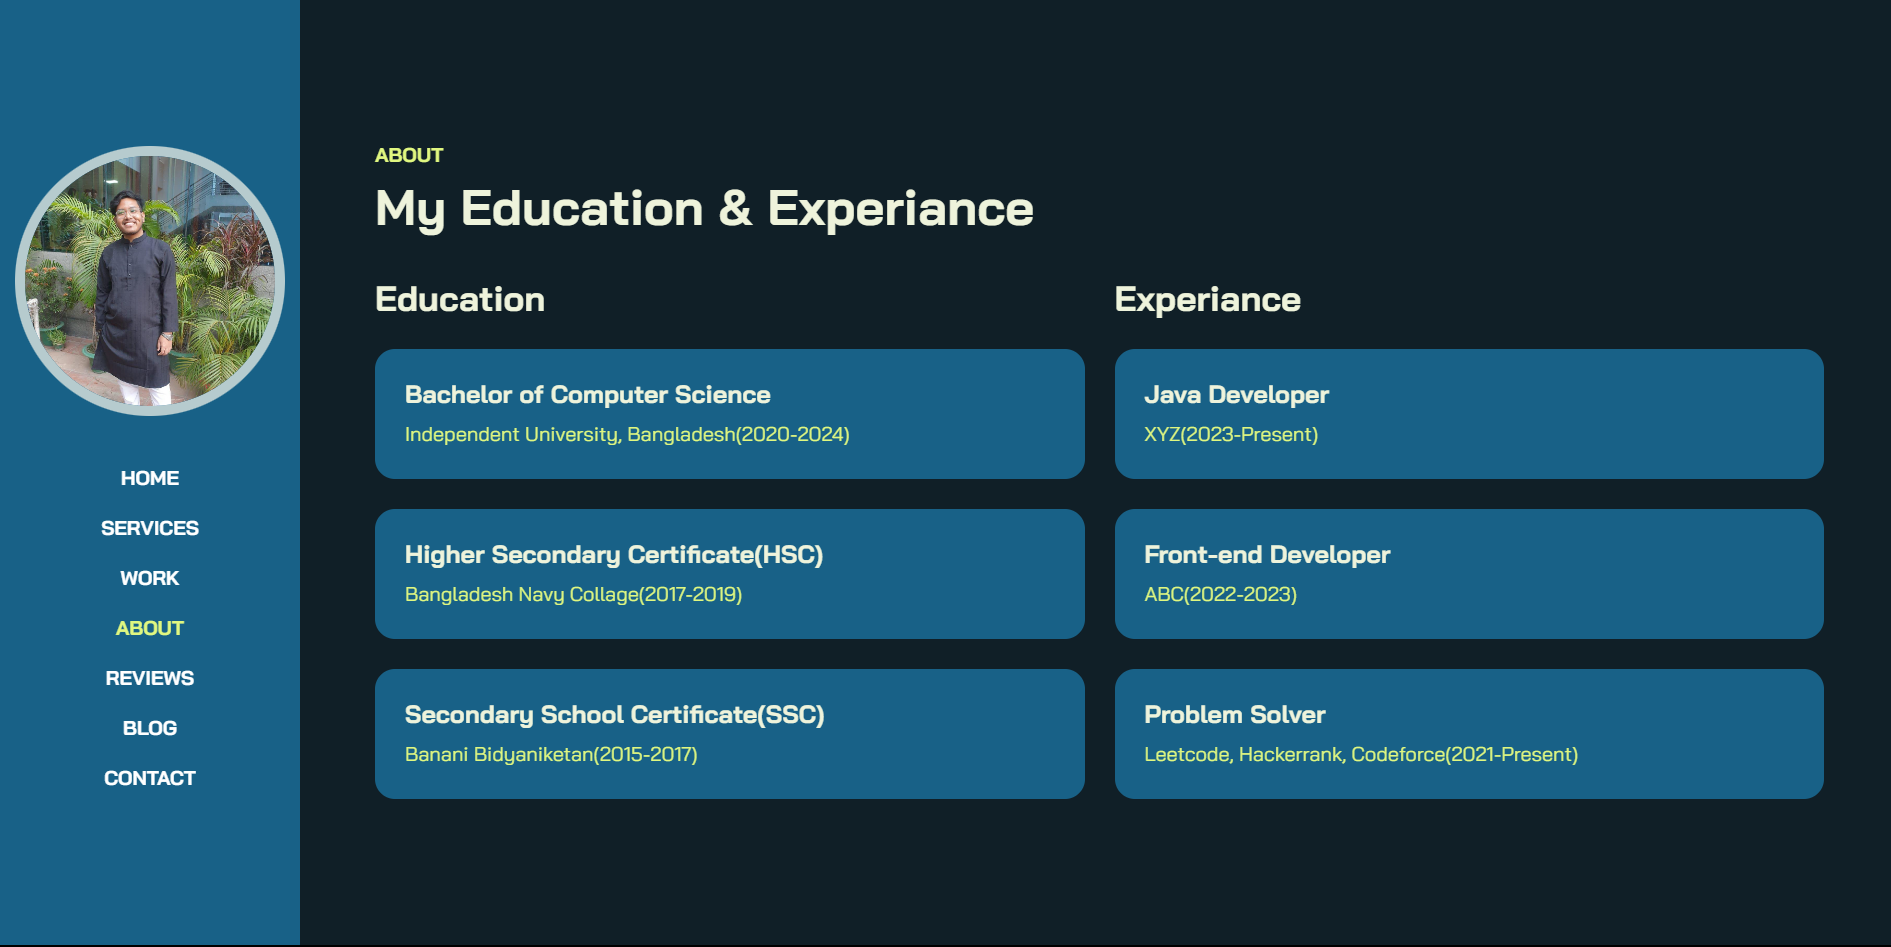 HOME
SERVICES
WORK
ABOUT
REVIEWS
BLOG
CONTACT
ABOUT
My Education & Experiance
Education
Bachelor of Computer Science
Independent University, Bangladesh(2020-2024)
Higher Secondary Certificate(HSC)
Bangladesh Navy Collage(2017-2019)
Secondary School Certificate(SSC)
Banani Bidyaniketan(2015-2017)
Experiance
Java Developer
XYZ(2023-Present)
Front-end Developer
ABC(2022-2023)
Problem Solver
Leetcode, Hackerrank, Codeforce(2021-Present)